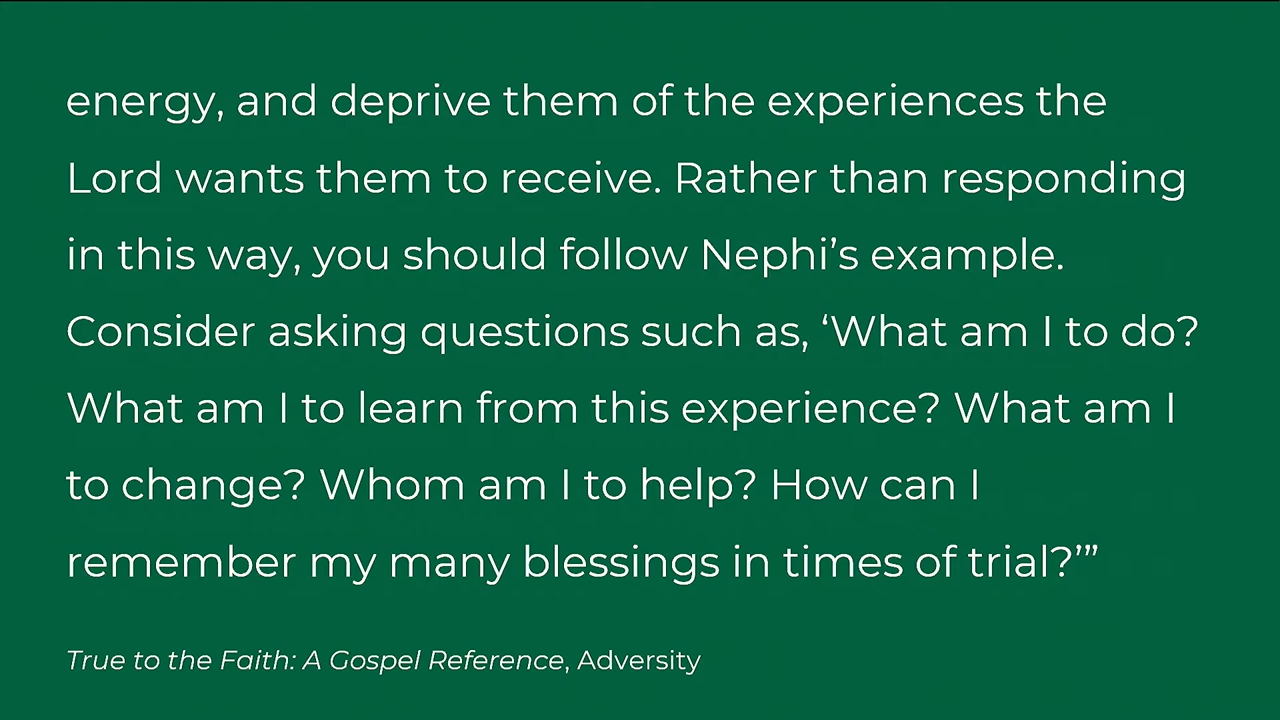 energy, and deprive them of the experiences the
Lord wants them to receive. Rather than responding
in this way, you should follow Nephi’s example.
Consider asking questions such as, ‘What am I to do?
What am I to learn from this experience? What am I
to change? Whom am I to help? How can I
remember my many blessings in times of trial?’”
True to the Faith: A Gospel Reference, Adversity